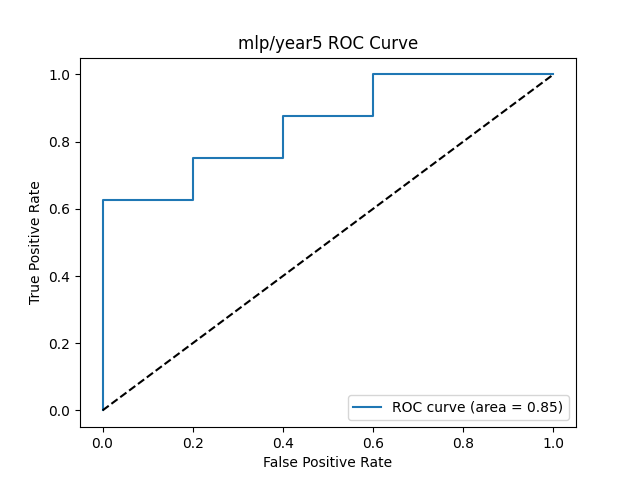 mlp/year5 ROC Curve
1.0
0.8
0.6
0.4
0.2
0.0
True Positive Rate
ROC curve (area = 0.85)
0.0 0.2 0.4 0.6 0.8 1.0
False Positive Rate